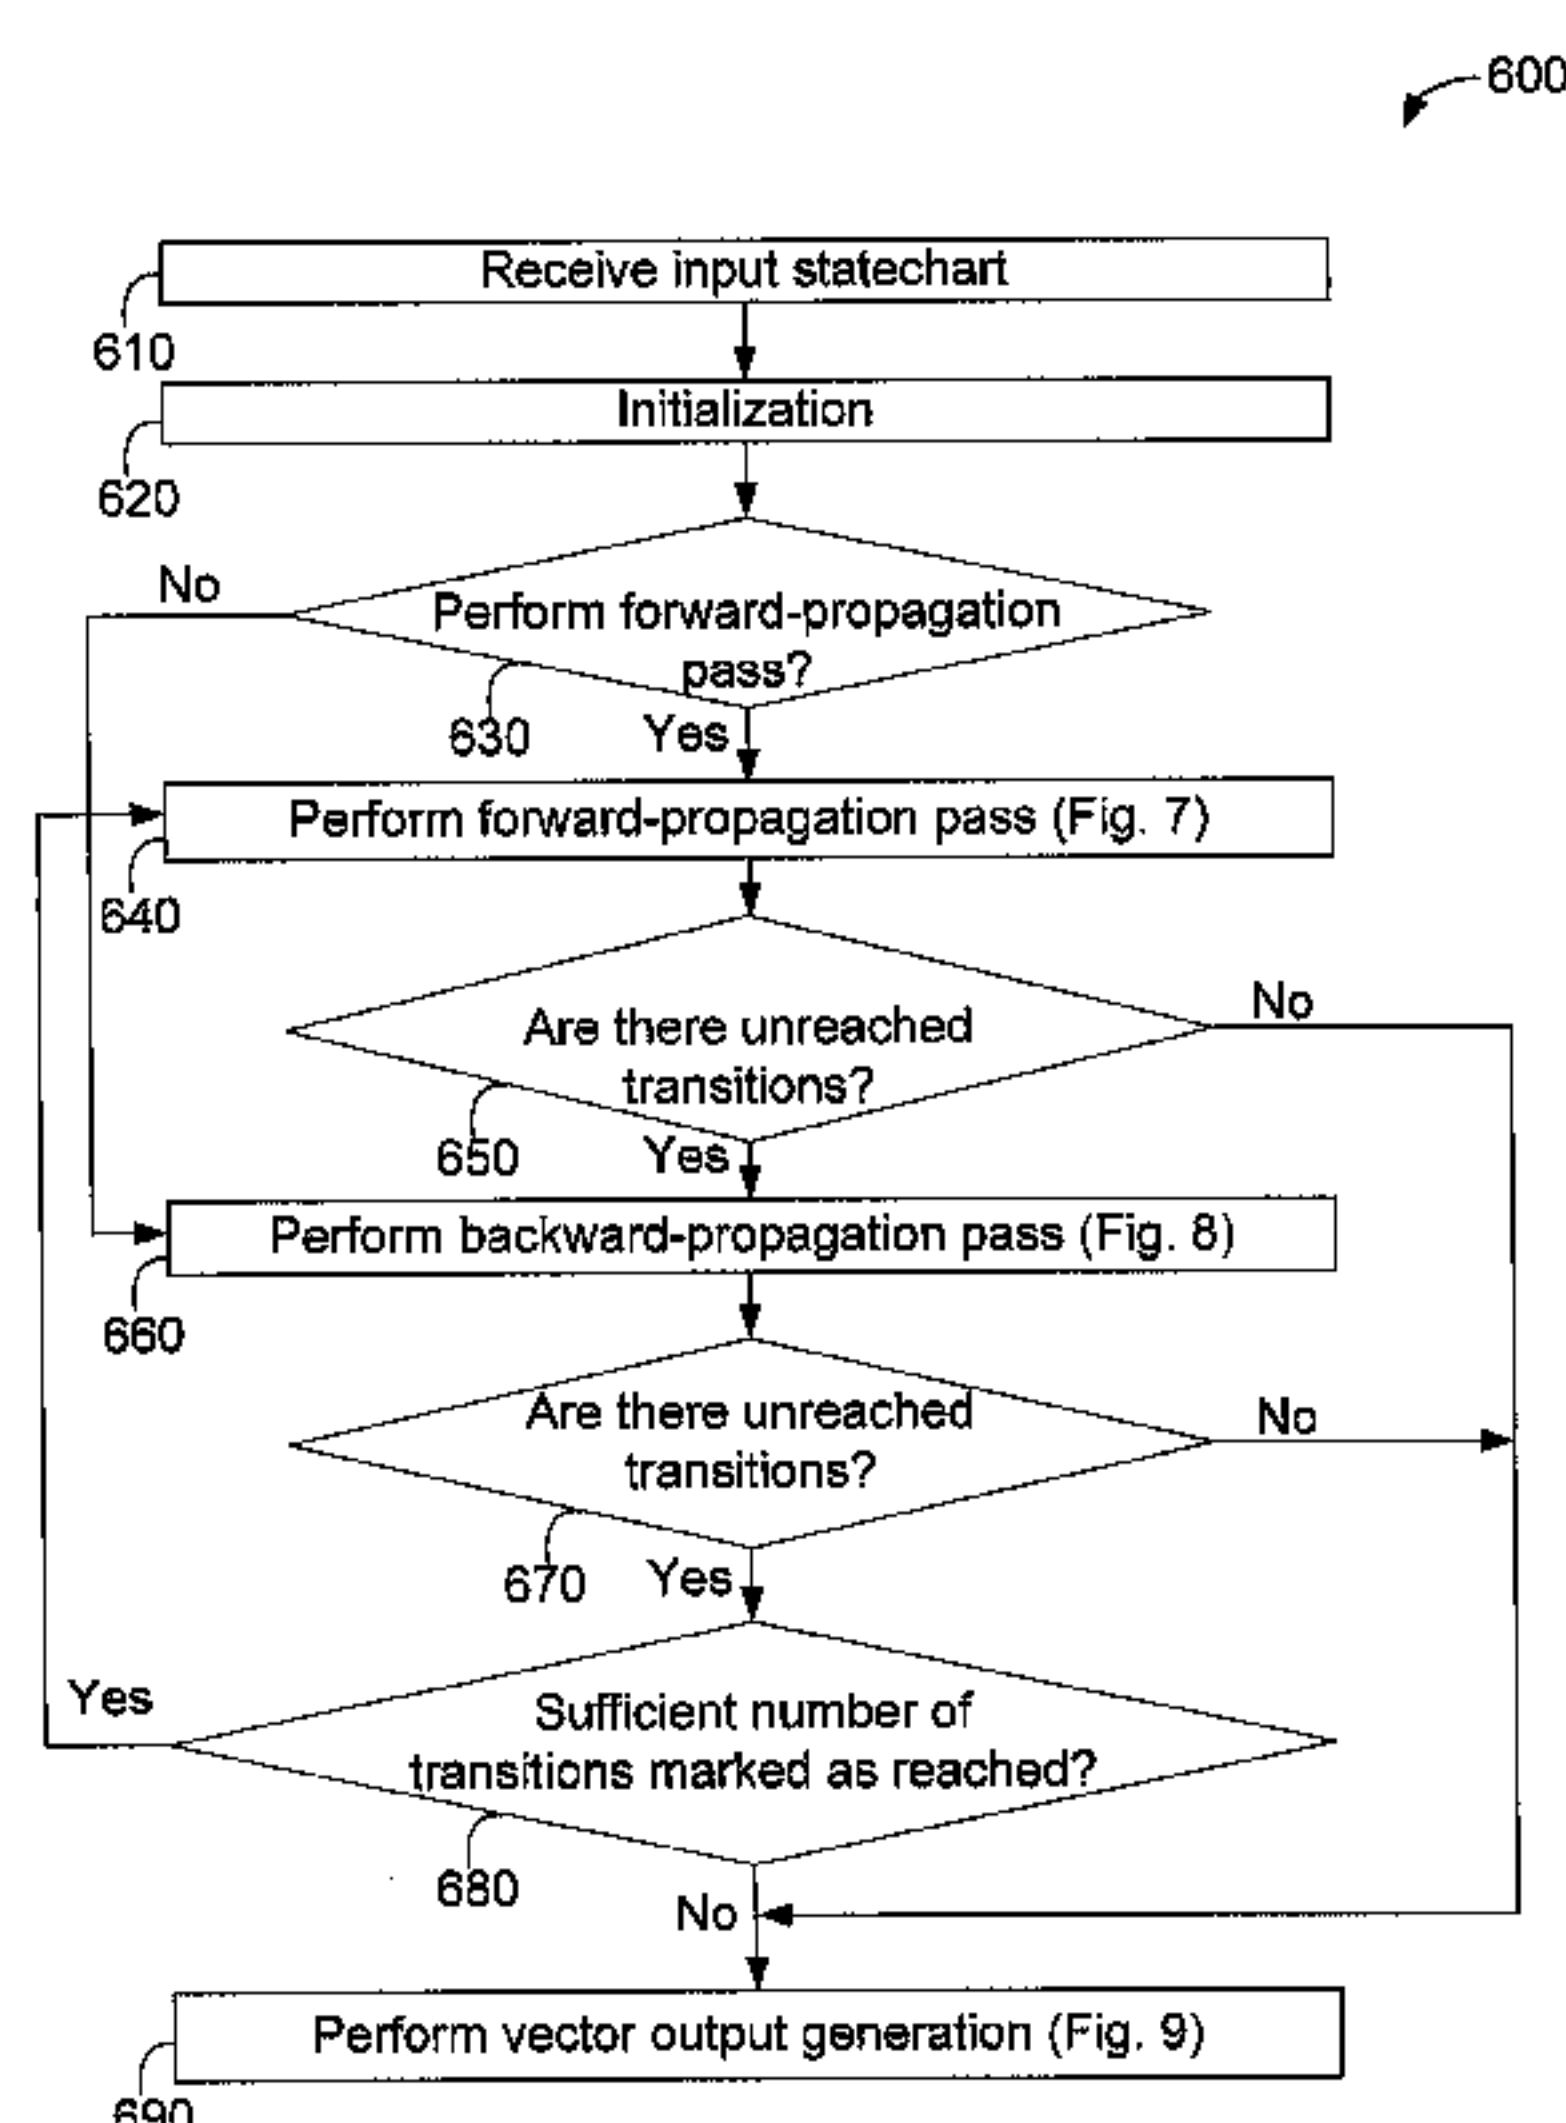 600
Receive input statechart
610
Initialization
620
No
Perform forward-propagation
pass?
630
Yes
Perform forward-propagation pass (Fig. 7)
640
Are there unreached
transitions?
No
650
Yes
Perform backward-propagation pass (Fig. 8)
660
Are there unreached
transitions?
No
670
Yes
Sufficient number of
transitions marked as reached?
Yes
680
No
Perform vector output generation (Fig. 9)
690